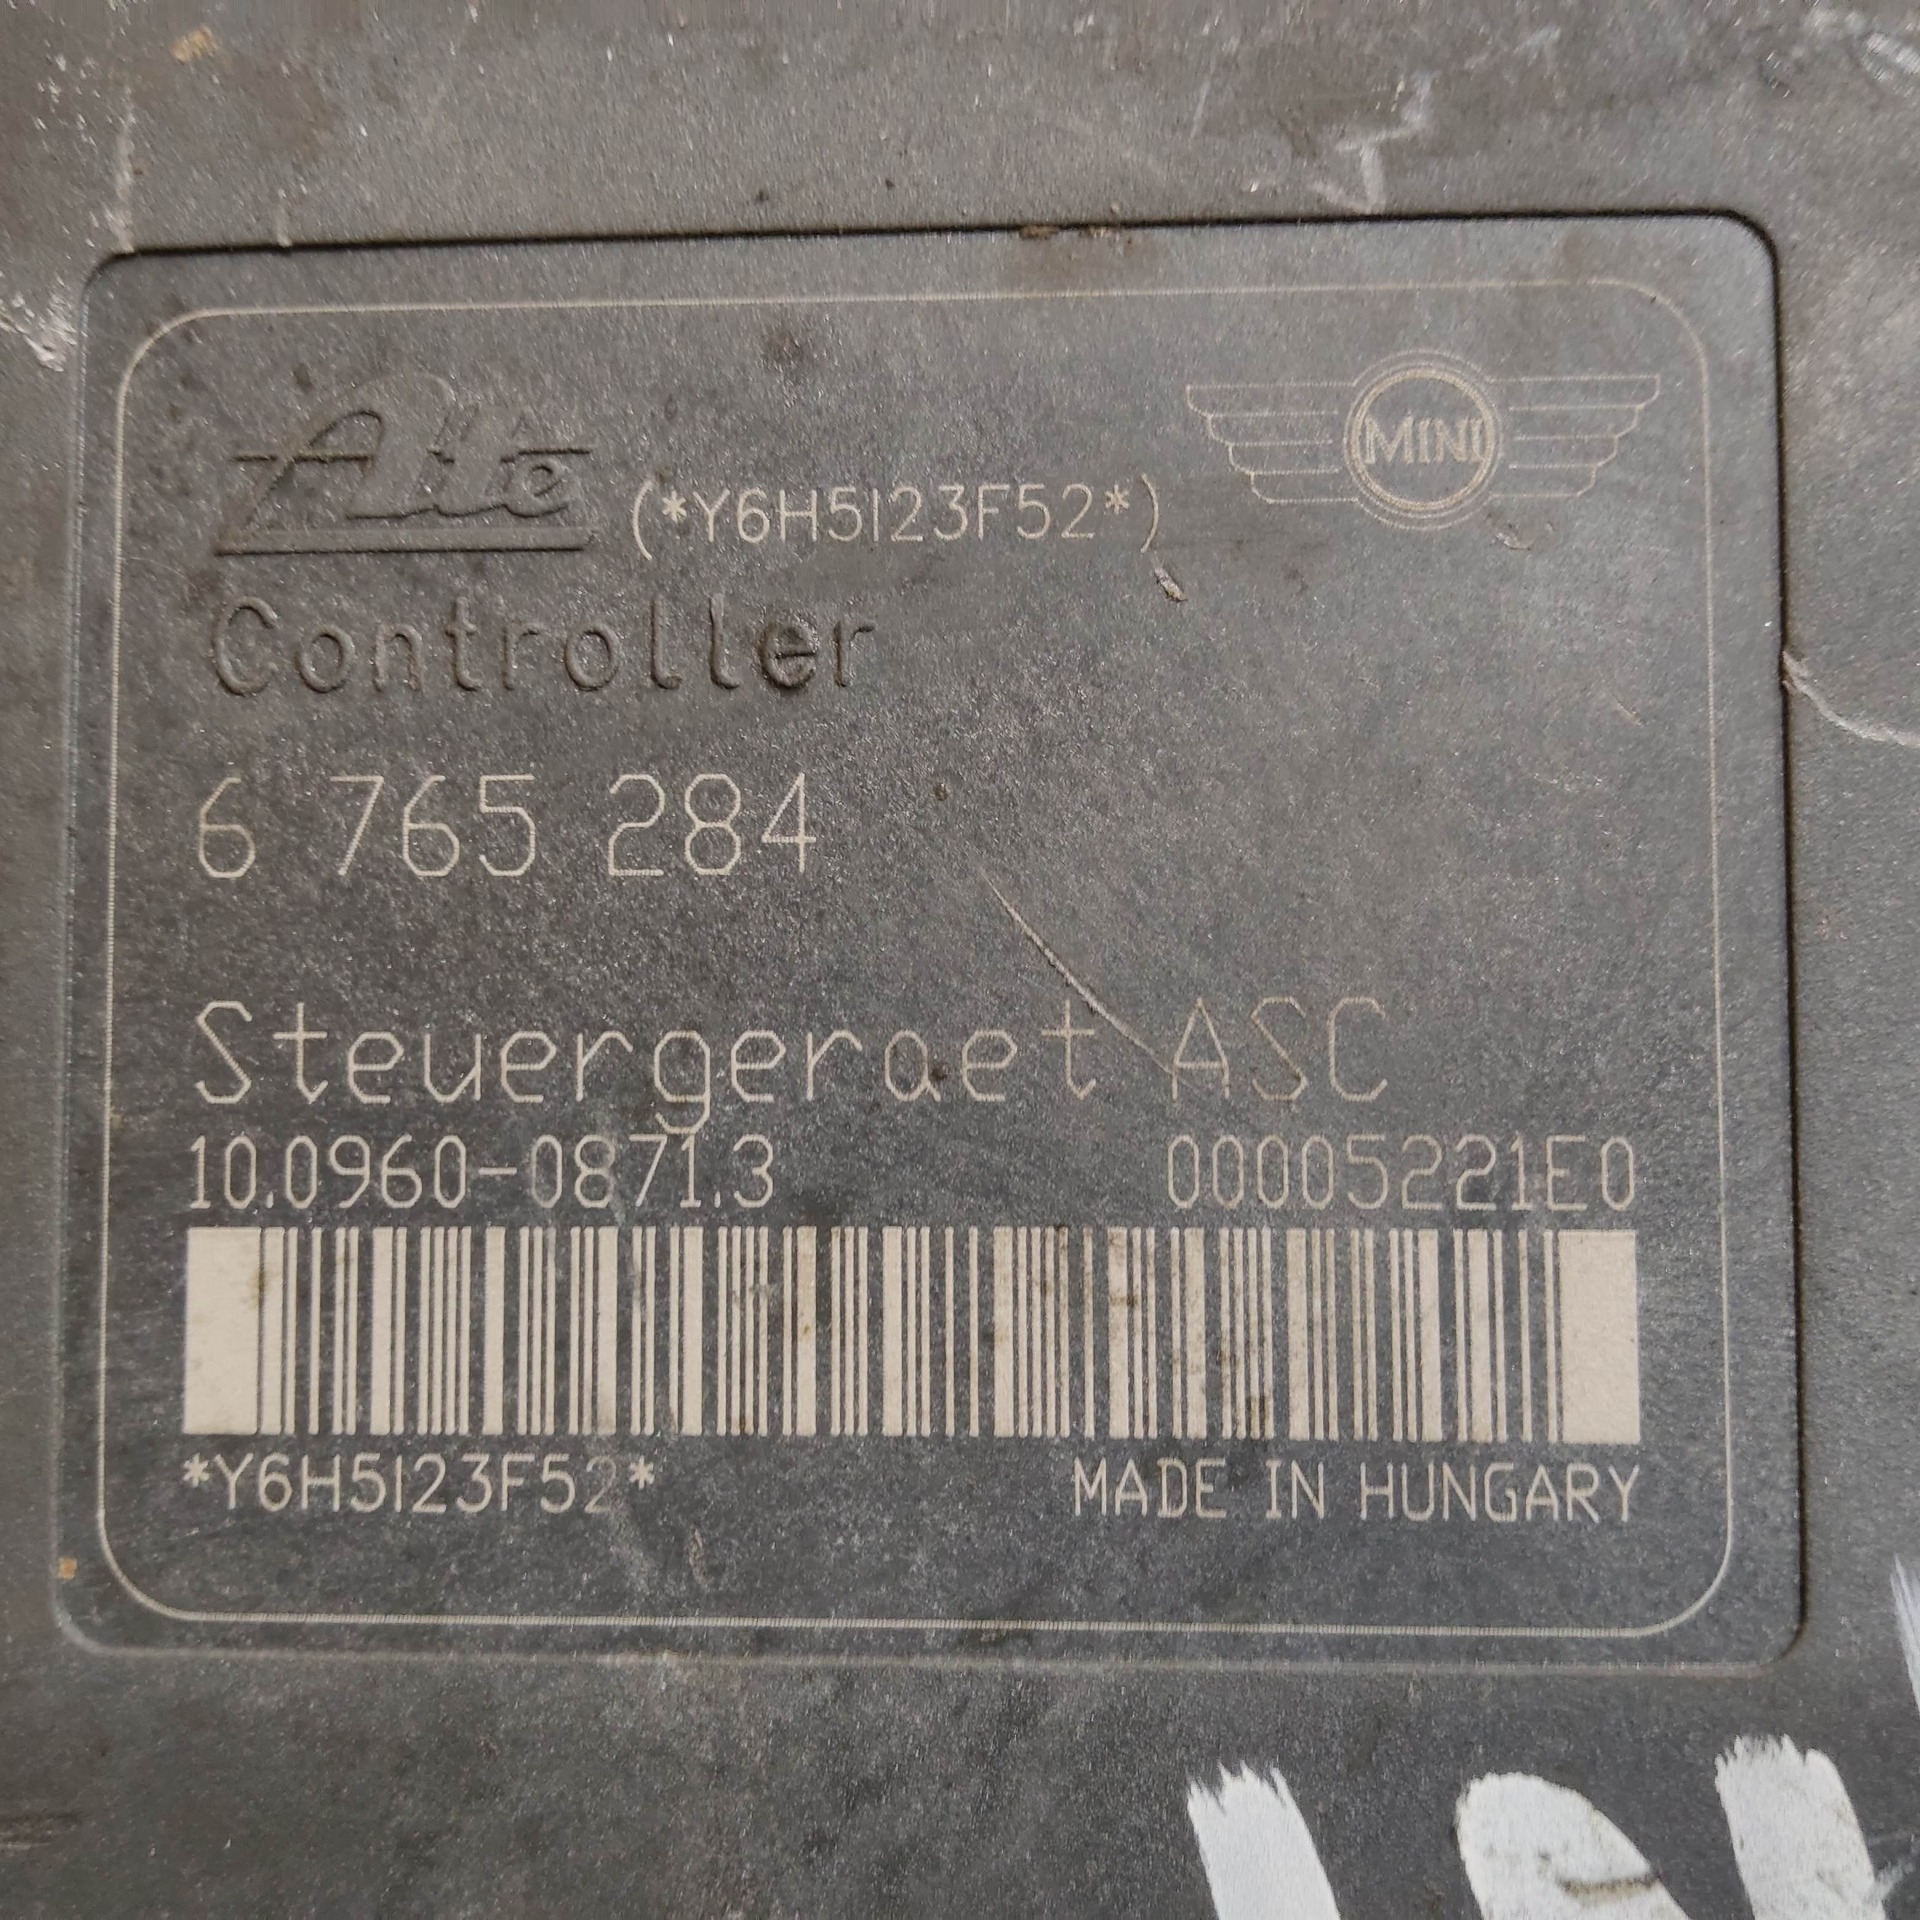 Ate (*Y6H5I23F52*) MINI
Controller
6 765 284
Steuergeraet ASC
10.0960-0871.3 00005221E0
*Y6H5I23F52* MADE IN HUNGARY